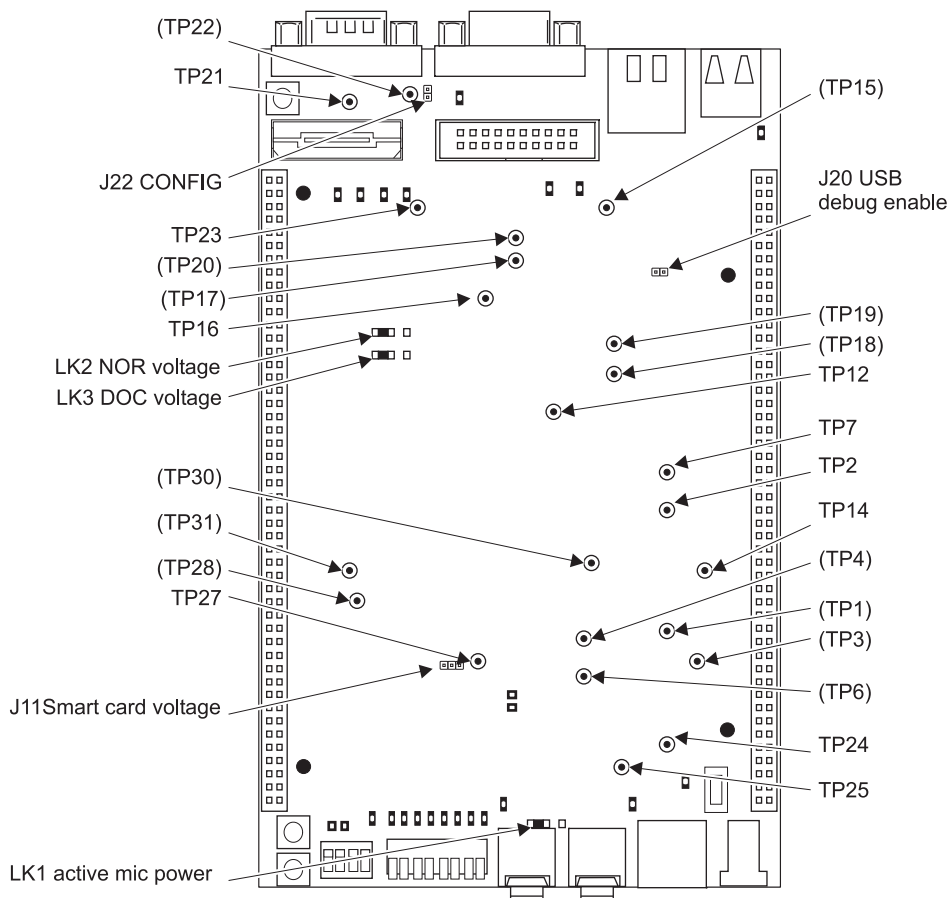 (TP22)
TP21
J22 CONFIG
TP23
(TP20)
(TP17)
TP16
LK2 NOR voltage
LK3 DOC voltage
(TP30)
(TP31)
(TP28)
TP27
J11Smart card voltage
LK1 active mic power
(TP15)
J20 USB
debug enable
(TP19)
(TP18)
TP12
TP7
TP2
TP14
(TP4)
(TP1)
(TP3)
(TP6)
TP24
TP25